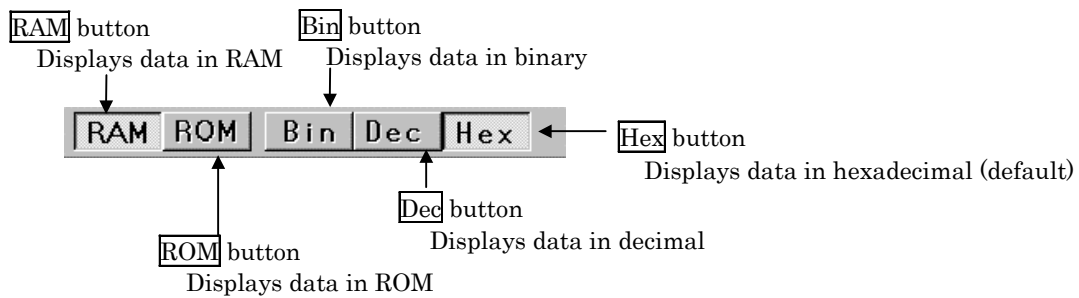 RAM button
Displays data in RAM
Bin button
Displays data in binary
RAM ROM Bin Dec Hex
Hex button
Displays data in hexadecimal (default)
Dec button
Displays data in decimal
ROM button
Displays data in ROM